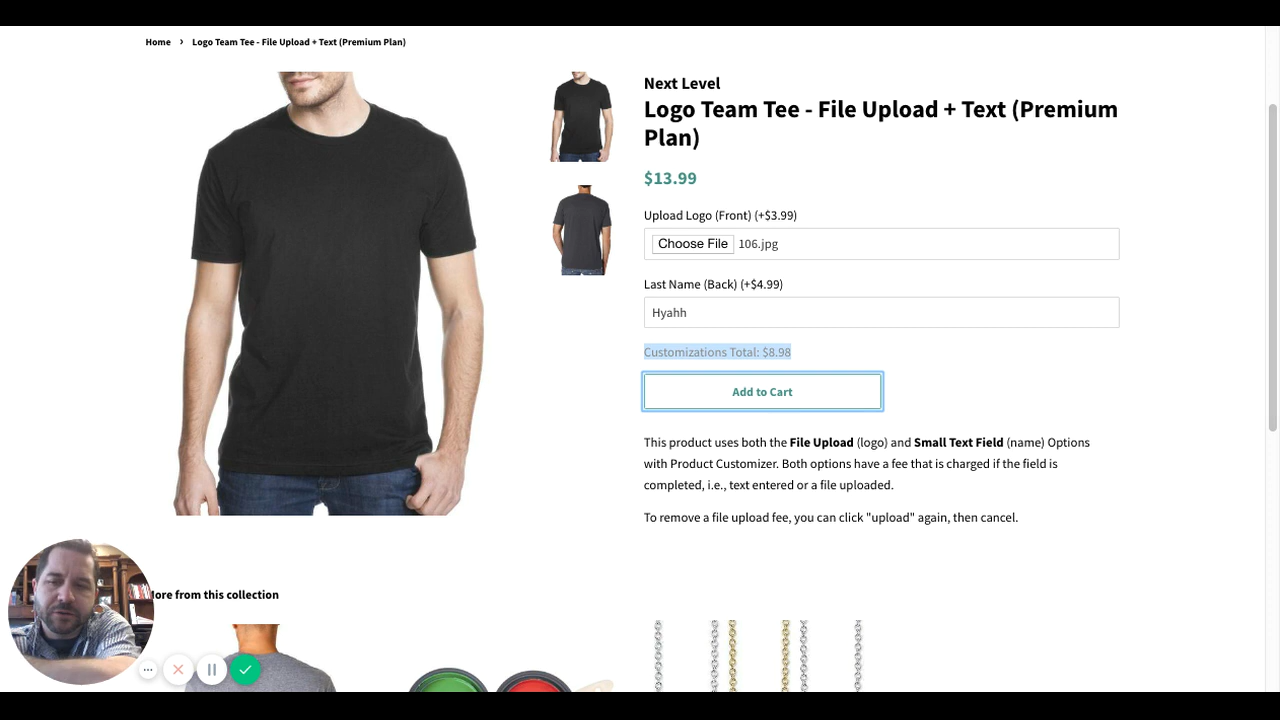 Home › Logo Team Tee - File Upload + Text (Premium Plan)
Next Level
Logo Team Tee - File Upload + Text (Premium
Plan)
$13.99
Upload Logo (Front) (+$3.99)
Choose File 106.jpg
Last Name (Back) (+$4.99)
Hyahh
Customizations Total: $8.98
Add to Cart
This product uses both the File Upload (logo) and Small Text Field (name) Options
with Product Customizer. Both options have a fee that is charged if the field is
completed, i.e., text entered or a file uploaded.
To remove a file upload fee, you can click "upload" again, then cancel.
ore from this collection